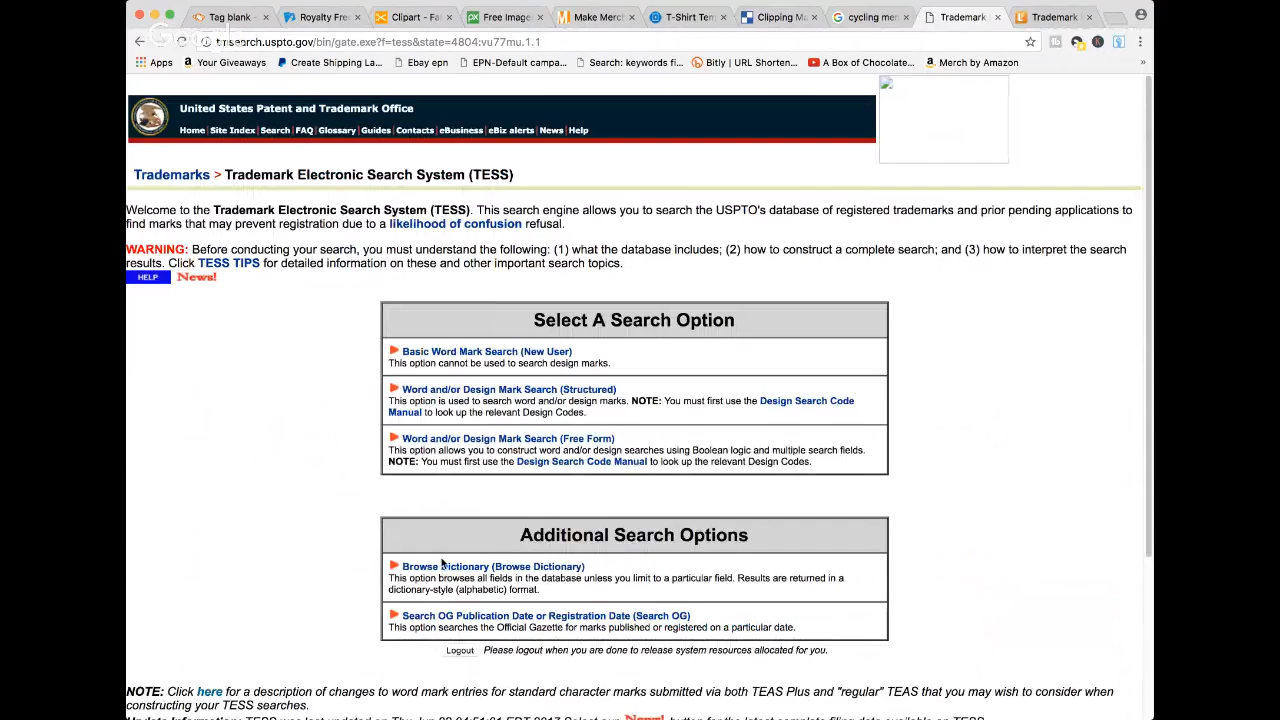 Tag blank
Royalty Fre
Clipart - Fa
Free Image
Make Merc
T-Shirt Tem
Clipping Ma
cycling mer
Trademark
Trademark
tmsearch.uspto.gov/bin/gate.exe?f=tess&state=4804:vu77mu.1.1
Apps
Your Giveaways
Create Shipping La...
Ebay epn
EPN-Default campa...
Search: keywords fi...
Bitly | URL Shorten...
A Box of Chocolate...
Merch by Amazon
»
United States Patent and Trademark Office
Home | Site Index | Search | FAQ | Glossary | Guides | Contacts | eBusiness | eBiz alerts | News | Help
Trademarks > Trademark Electronic Search System (TESS)
Welcome to the Trademark Electronic Search System (TESS). This search engine allows you to search the USPTO's database of registered trademarks and prior pending applications to
find marks that may prevent registration due to a likelihood of confusion refusal.
WARNING: Before conducting your search, you must understand the following: (1) what the database includes; (2) how to construct a complete search; and (3) how to interpret the search
results. Click TESS TIPS for detailed information on these and other important search topics.
HELP News!
Select A Search Option
Basic Word Mark Search (New User)
This option cannot be used to search design marks.
Word and/or Design Mark Search (Structured)
This option is used to search word and/or design marks. NOTE: You must first use the Design Search Code
Manual to look up the relevant Design Codes.
Word and/or Design Mark Search (Free Form)
This option allows you to construct word and/or design searches using Boolean logic and multiple search fields.
NOTE: You must first use the Design Search Code Manual to look up the relevant Design Codes.
Additional Search Options
Browse Dictionary (Browse Dictionary)
This option browses all fields in the database unless you limit to a particular field. Results are returned in a
dictionary-style (alphabetic) format.
Search OG Publication Date or Registration Date (Search OG)
This option searches the Official Gazette for marks published or registered on a particular date.
Logout Please logout when you are done to release system resources allocated for you.
NOTE: Click here for a description of changes to word mark entries for standard character marks submitted via both TEAS Plus and "regular" TEAS that you may wish to consider when
constructing your TESS searches.